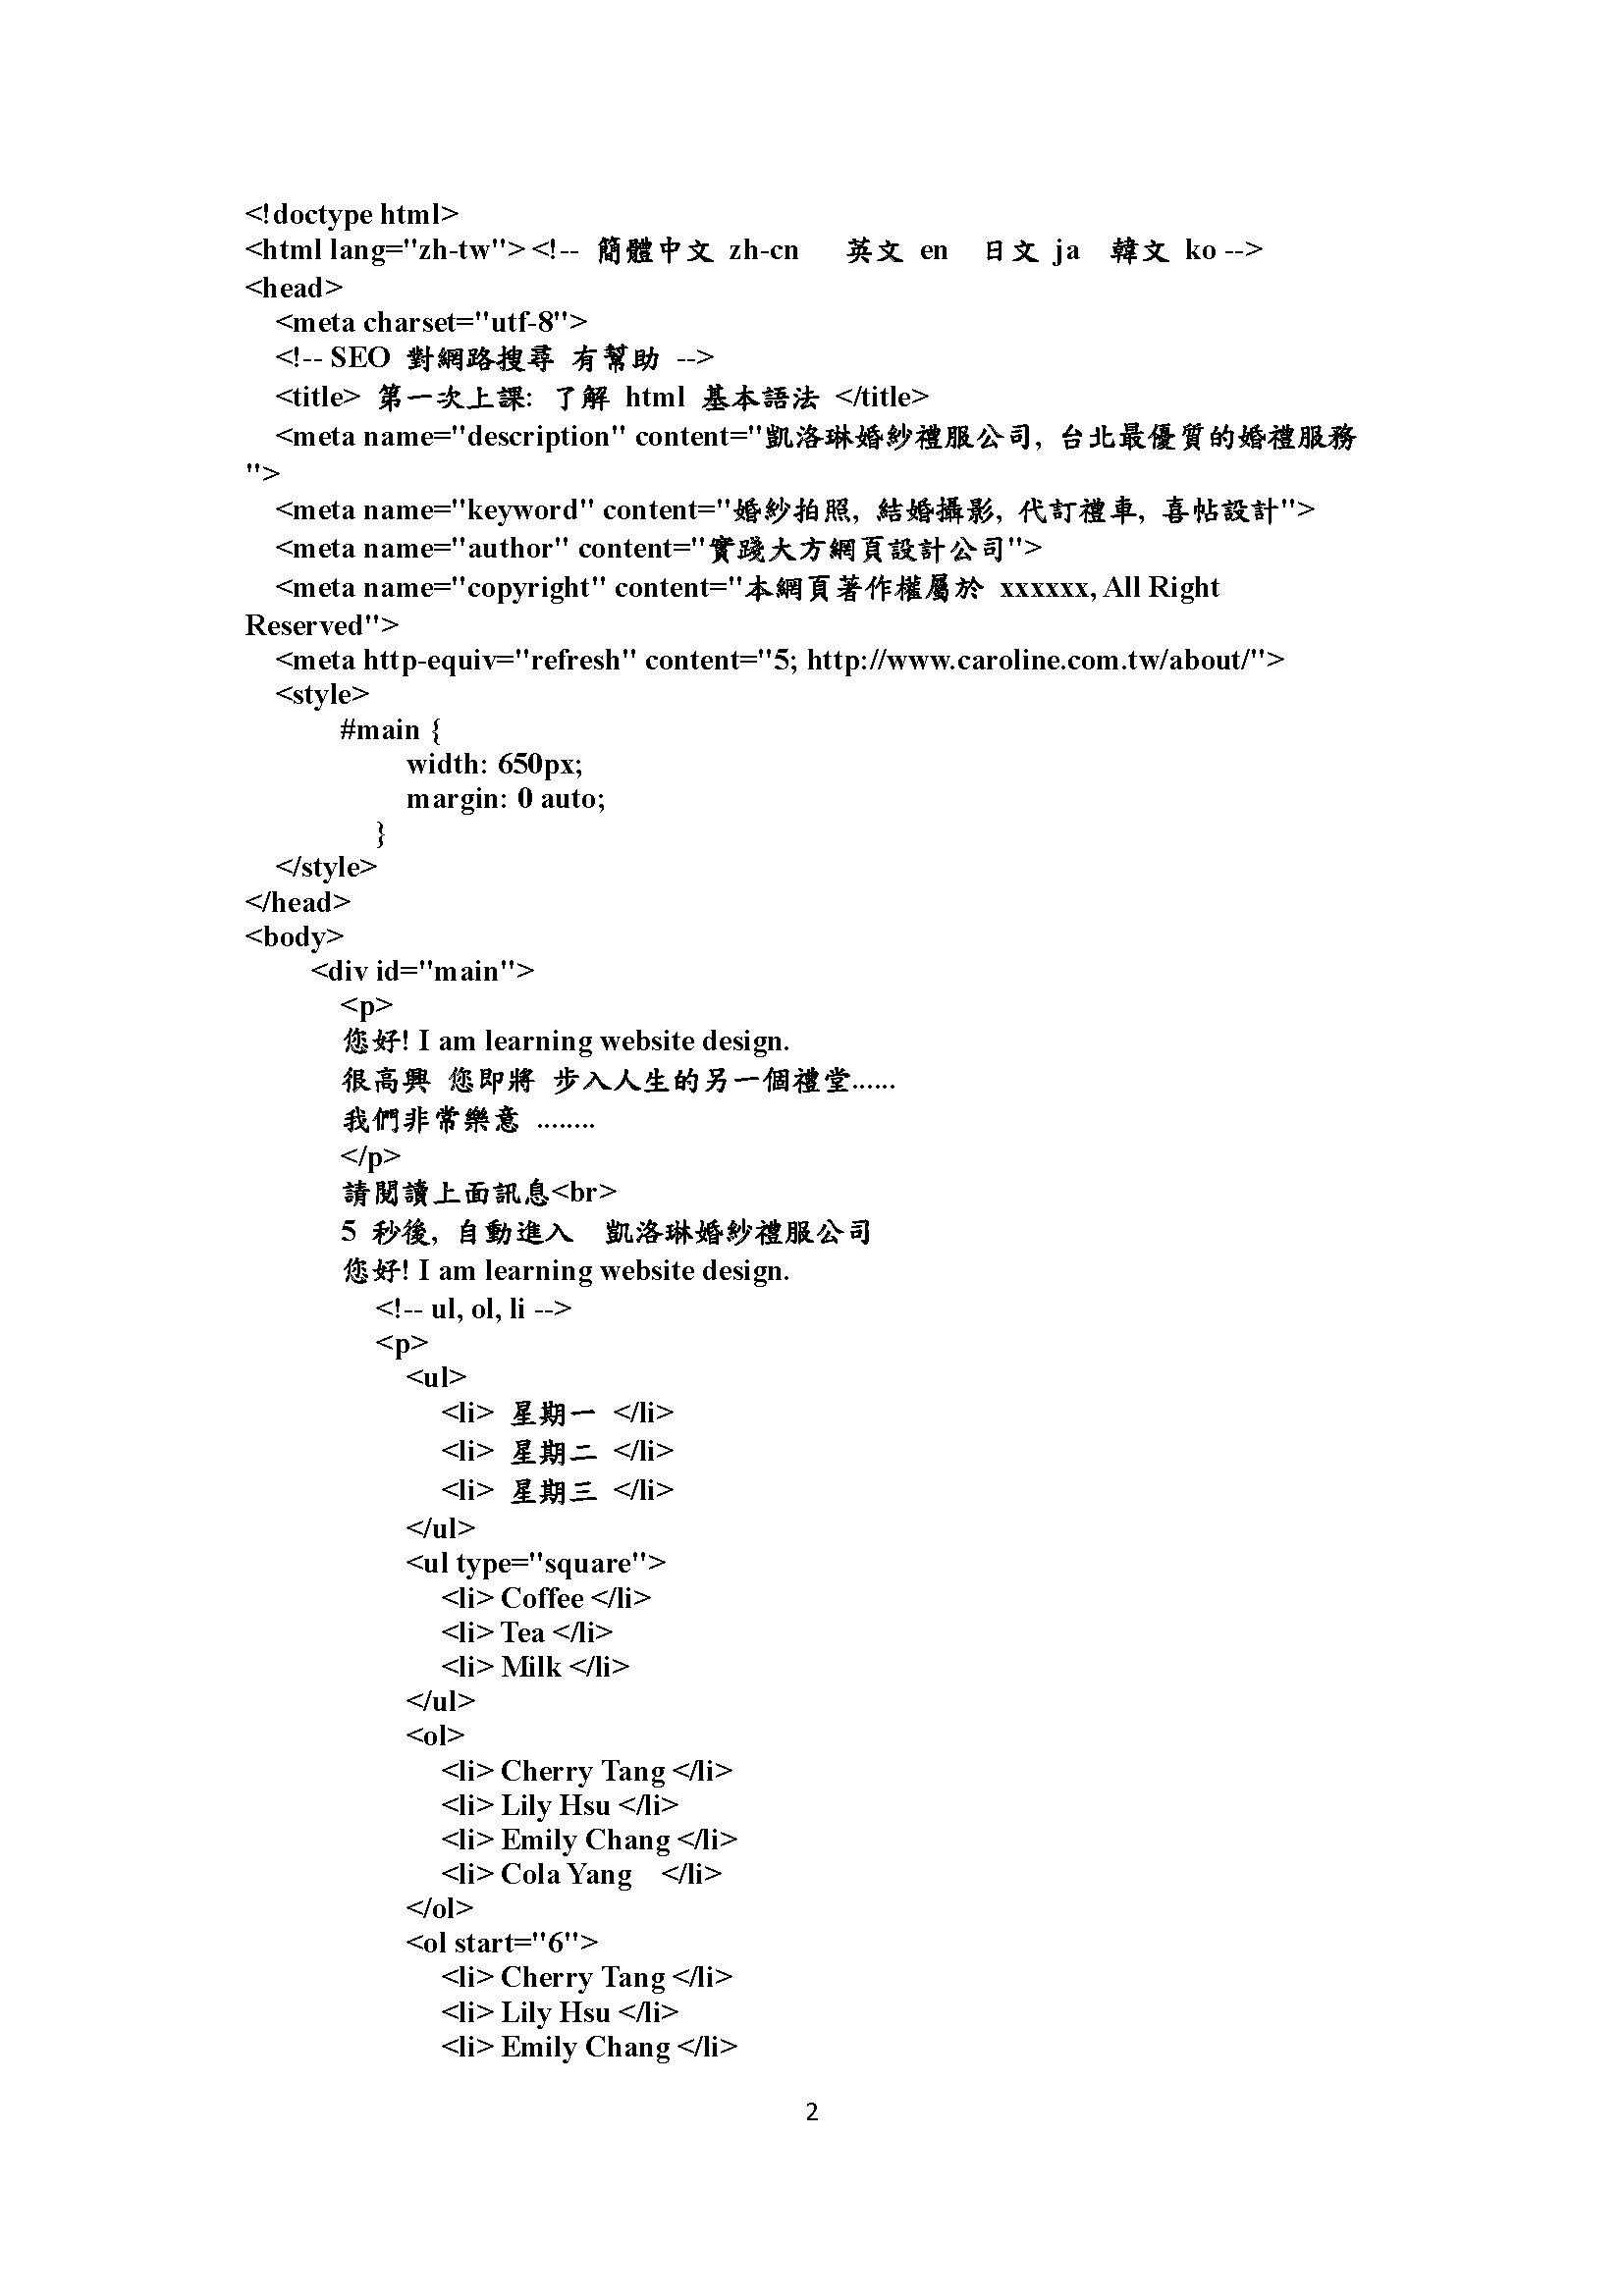 <!doctype html>
<html lang="zh-tw"> <!-- 簡體中文 zh-cn 英文 en 日文 ja 韓文 ko -->
<head>
<meta charset="utf-8">
<!-- SEO 對網路搜尋 有幫助 -->
<title> 第一次上課: 了解 html 基本語法 </title>
<meta name="description" content="凱洛琳婚紗禮服公司, 台北最優質的婚禮服務
">
<meta name="keyword" content="婚紗拍照, 結婚攝影, 代訂禮車, 喜帖設計">
<meta name="author" content="實踐大方網頁設計公司">
<meta name="copyright" content="本網頁著作權屬於 xxxxxx, All Right
Reserved">
<meta http-equiv="refresh" content="5; http://www.caroline.com.tw/about/">
<style>
#main {
width: 650px;
margin: 0 auto;
}
</style>
</head>
<body>
<div id="main">
<p>
您好! I am learning website design.
很高興 您即將 步入人生的另一個禮堂......
我們非常樂意 ........
</p>
請閱讀上面訊息<br>
5 秒後, 自動進入 凱洛琳婚紗禮服公司
您好! I am learning website design.
<!-- ul, ol, li -->
<p>
<ul>
<li> 星期一 </li>
<li> 星期二 </li>
<li> 星期三 </li>
</ul>
<ul type="square">
<li> Coffee </li>
<li> Tea </li>
<li> Milk </li>
</ul>
<ol>
<li> Cherry Tang </li>
<li> Lily Hsu </li>
<li> Emily Chang </li>
<li> Cola Yang </li>
</ol>
<ol start="6">
<li> Cherry Tang </li>
<li> Lily Hsu </li>
<li> Emily Chang </li>
2